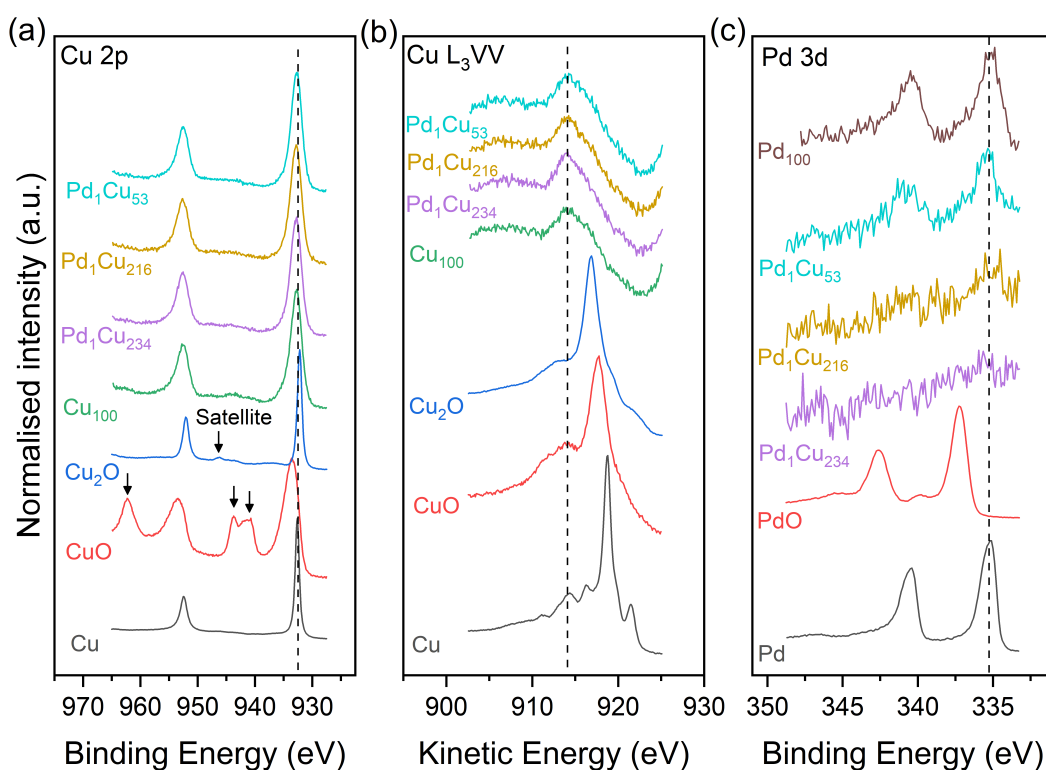 (a)
Cu 2p
Pd₁Cu₅₃
Pd₁Cu₂₁₆
Pd₁Cu₂₃₄
Cu₁₀₀
Satellite
Cu₂O
CuO
Cu
970 960 950 940 930
Binding Energy (eV)
Normalised intensity (a.u.)
(b)
Cu L₃VV
Pd₁Cu₅₃
Pd₁Cu₂₁₆
Pd₁Cu₂₃₄
Cu₁₀₀
Cu₂O
CuO
Cu
900 910 920 930
Kinetic Energy (eV)
(c)
Pd 3d
Pd₁₀₀
Pd₁Cu₅₃
Pd₁Cu₂₁₆
Pd₁Cu₂₃₄
PdO
Pd
350 345 340 335
Binding Energy (eV)